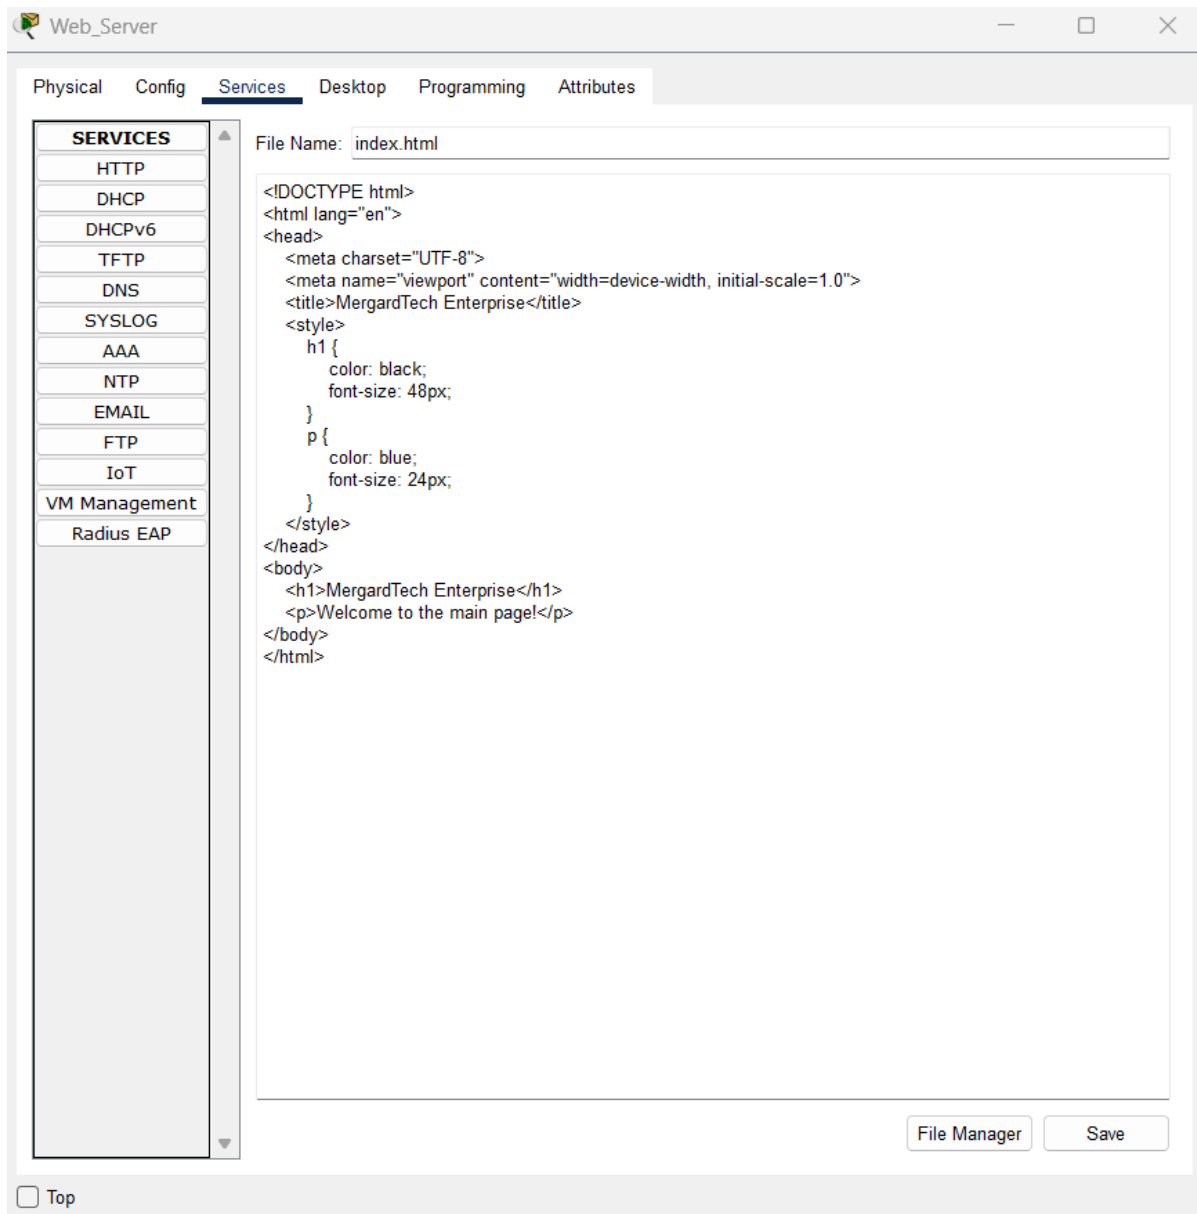 Web_Server
Physical Config Services Desktop Programming Attributes
SERVICES
HTTP
DHCP
DHCPv6
TFTP
DNS
SYSLOG
AAA
NTP
EMAIL
FTP
IoT
VM Management
Radius EAP
File Name: index.html
<!DOCTYPE html>
<html lang="en">
<head>
    <meta charset="UTF-8">
    <meta name="viewport" content="width=device-width, initial-scale=1.0">
    <title>MergardTech Enterprise</title>
    <style>
        h1 {
            color: black;
            font-size: 48px;
        }
        p {
            color: blue;
            font-size: 24px;
        }
    </style>
</head>
<body>
    <h1>MergardTech Enterprise</h1>
    <p>Welcome to the main page!</p>
</body>
</html>
File Manager Save
Top